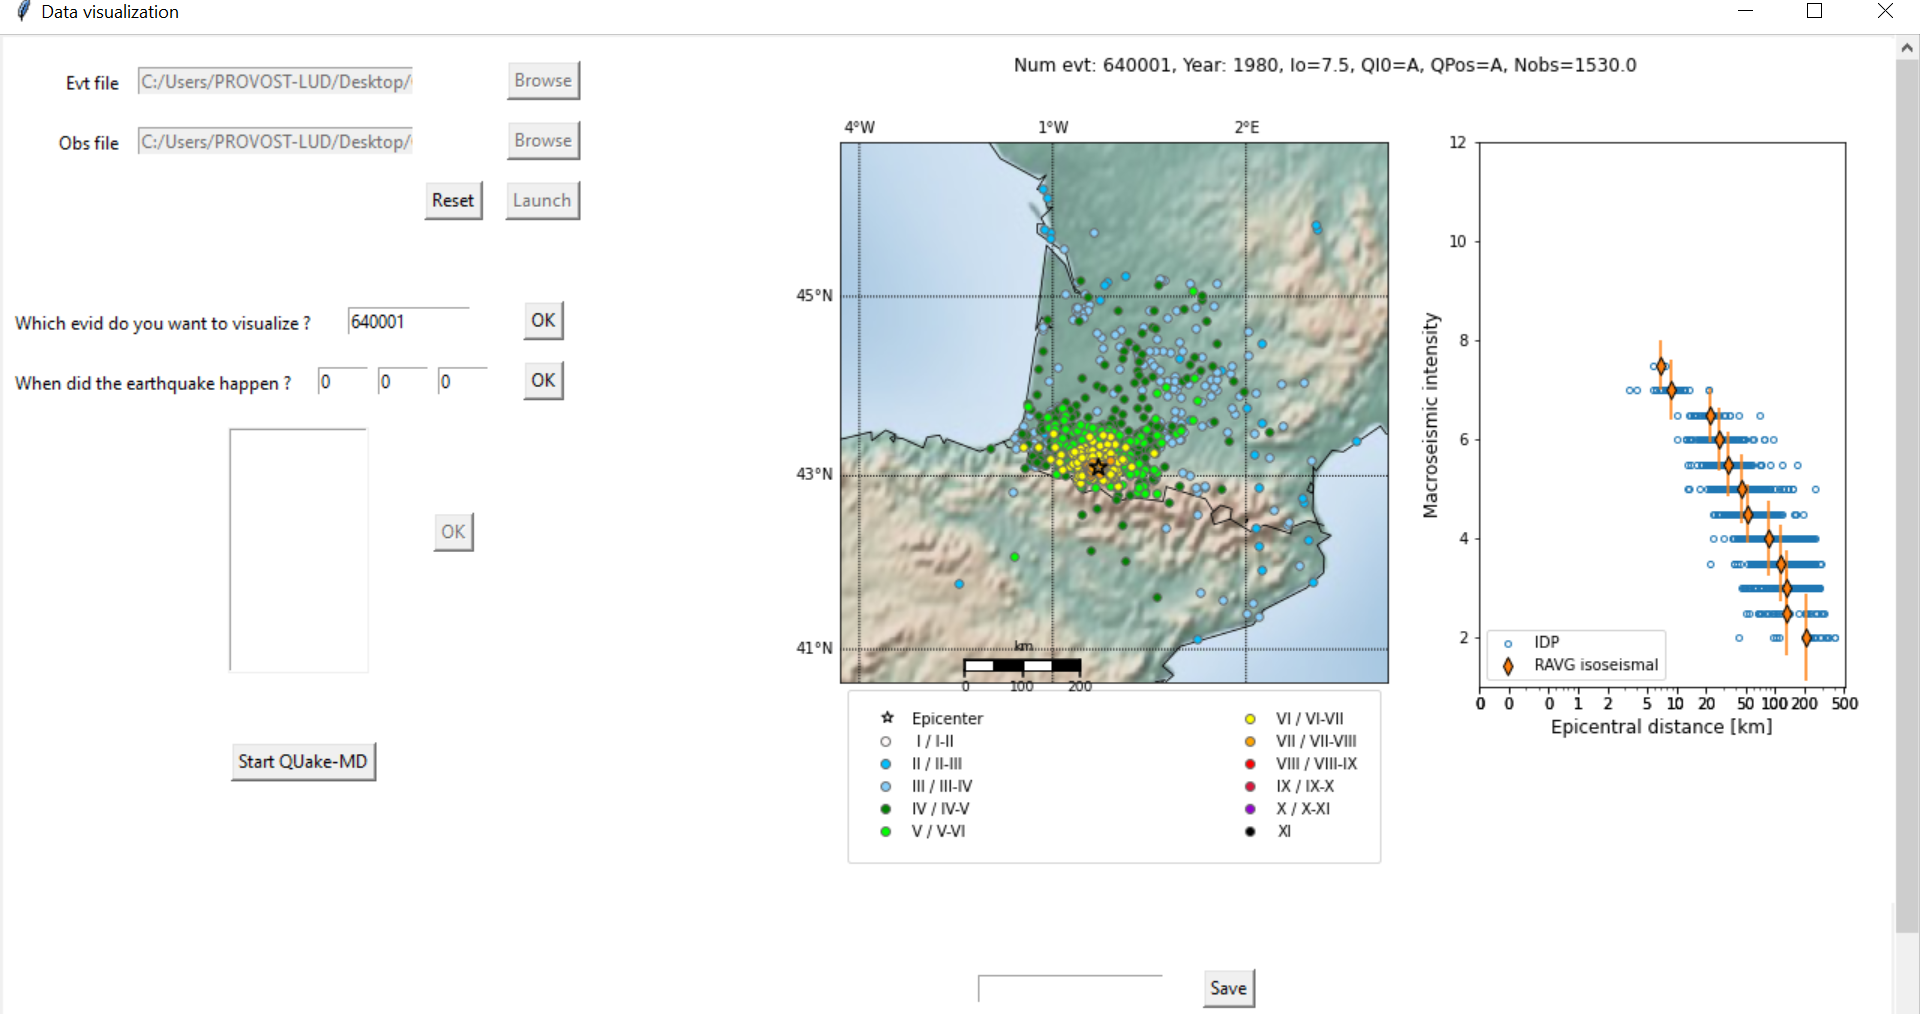 Data visualization
Evt file C:/Users/PROVOST-LUD/Desktop/ Browse
Obs file C:/Users/PROVOST-LUD/Desktop/ Browse
Reset Launch
Which evid do you want to visualize ? 640001 OK
When did the earthquake happen ? 0 0 0 OK
OK
Start QUake-MD
Num evt: 640001, Year: 1980, Io=7.5, QI0=A, QPos=A, Nobs=1530.0
4°W 1°W 2°E
45°N
43°N
41°N
km
0 100 200
Epicenter
I / I-II
II / II-III
III / III-IV
IV / IV-V
V / V-VI
VI / VI-VII
VII / VII-VIII
VIII / VIII-IX
IX / IX-X
X / X-XI
XI
Macroseismic intensity
12
10
8
6
4
2
IDP
RAVG isoseismal
0 0 0 1 2 5 10 20 50 100 200 500
Epicentral distance [km]
Save